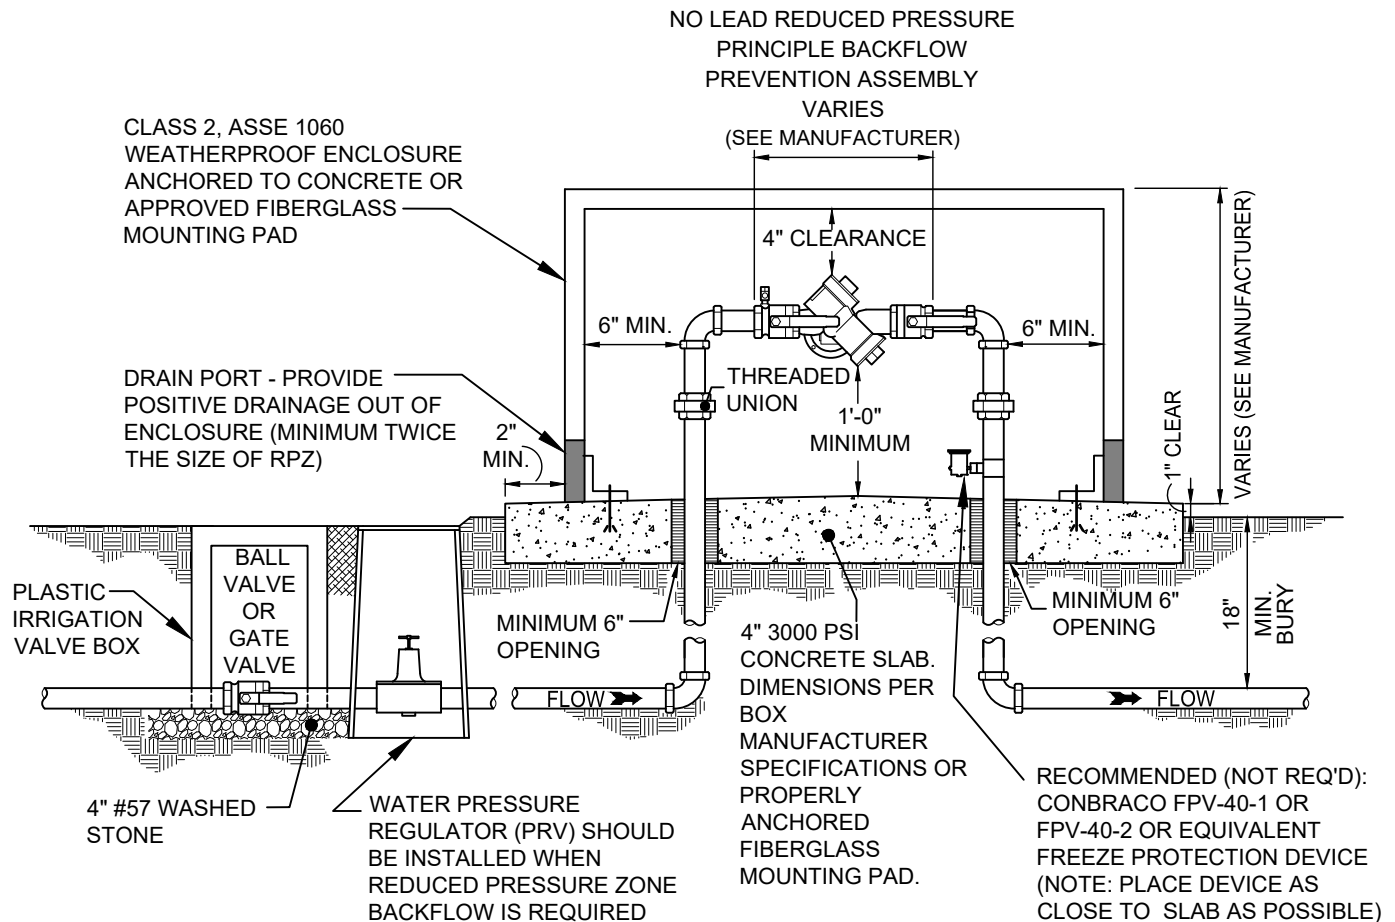 NO LEAD REDUCED PRESSURE
PRINCIPLE BACKFLOW
PREVENTION ASSEMBLY
VARIES
(SEE MANUFACTURER)
CLASS 2, ASSE 1060
WEATHERPROOF ENCLOSURE
ANCHORED TO CONCRETE OR
APPROVED FIBERGLASS
MOUNTING PAD
4" CLEARANCE
6" MIN.
6" MIN.
VARIES (SEE MANUFACTURER)
DRAIN PORT - PROVIDE
POSITIVE DRAINAGE OUT OF
ENCLOSURE (MINIMUM TWICE
THE SIZE OF RPZ)
2"
MIN.
THREADED
UNION
1'-0"
MINIMUM
1" CLEAR
BALL
VALVE
OR
GATE
VALVE
PLASTIC
IRRIGATION
VALVE BOX
MINIMUM 6"
OPENING
MINIMUM 6"
OPENING
18"
MIN.
BURY
FLOW
FLOW
4" 3000 PSI
CONCRETE SLAB.
DIMENSIONS PER
BOX
MANUFACTURER
SPECIFICATIONS OR
PROPERLY
ANCHORED
FIBERGLASS
MOUNTING PAD.
4" #57 WASHED
STONE
WATER PRESSURE
REGULATOR (PRV) SHOULD
BE INSTALLED WHEN
REDUCED PRESSURE ZONE
BACKFLOW IS REQUIRED
RECOMMENDED (NOT REQ'D):
CONBRACO FPV-40-1 OR
FPV-40-2 OR EQUIVALENT
FREEZE PROTECTION DEVICE
(NOTE: PLACE DEVICE AS
CLOSE TO SLAB AS POSSIBLE)